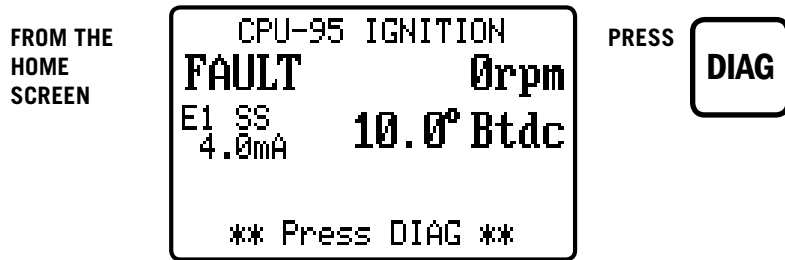 FROM THE
HOME
SCREEN
CPU-95 IGNITION
FAULT 0rpm
E1 SS
4.0mA 10.0° Btdc
** Press DIAG **
PRESS
DIAG